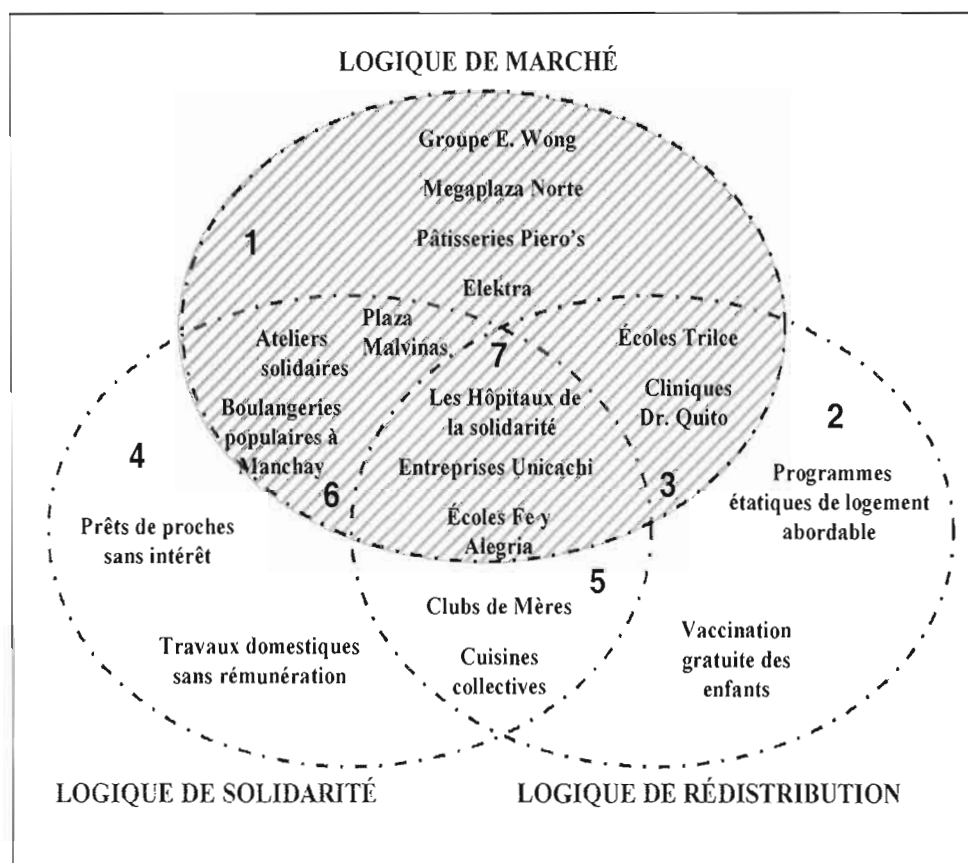 LOGIQUE DE MARCHÉ
Groupe E. Wong
Megaplaza Norte
1
Pâtisseries Piero's
Elektra
Plaza
Malvinas
Ateliers
solidaires
7
Écoles Trilce
Boulangeries
populaires à
Manchay
Les Hôpitaux de
la solidarité
Cliniques
Dr. Quito
2
4
6
Entreprises Unicachi
3
Programmes
étatiques de logement
abordable
Prêts de proches
sans intérêt
Écoles Fe y
Alegria
5
Clubs de Mères
Travaux domestiques
sans rémunération
Cuisines
collectives
Vaccination
gratuite des
enfants
LOGIQUE DE SOLIDARITÉ
LOGIQUE DE RÉDISTRIBUTION